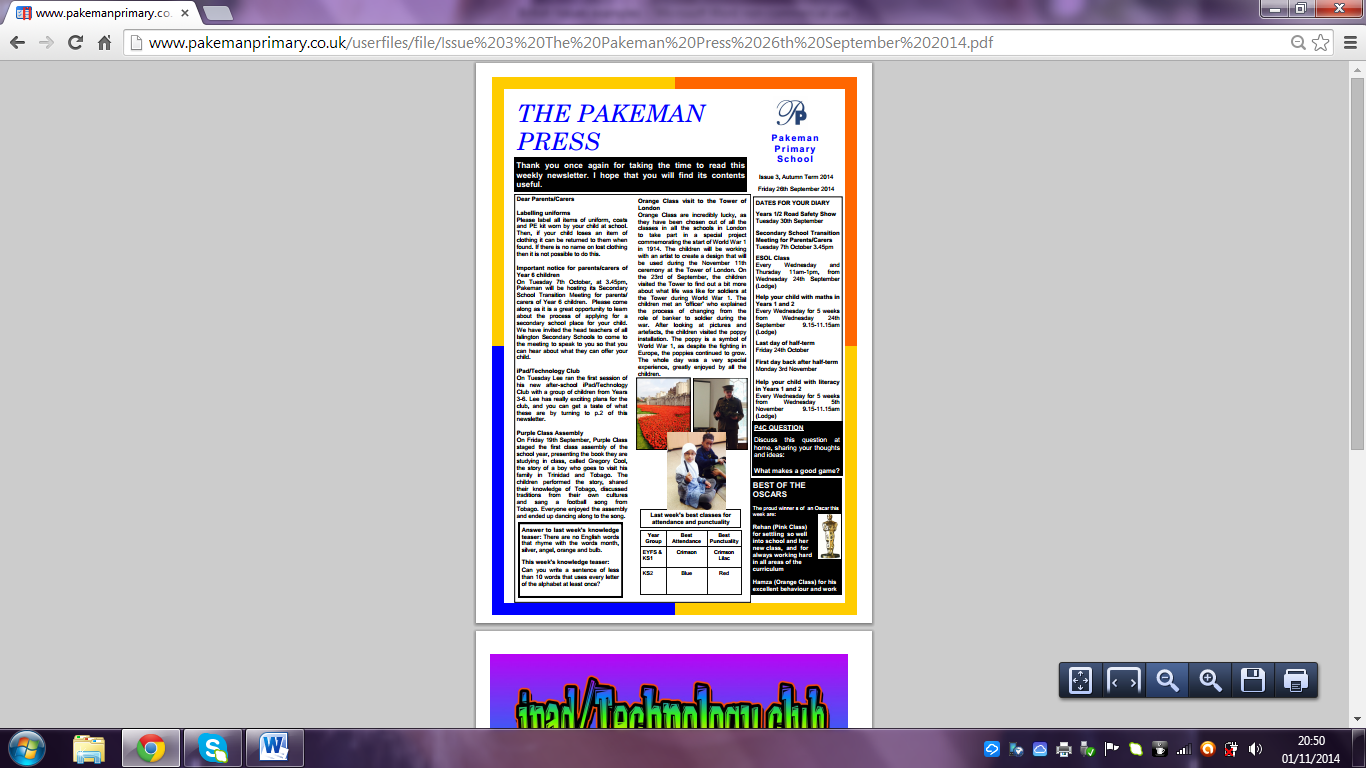 www.pakemanprimary.co.
www.pakemanprimary.co.uk/userfiles/file/Issue%203%20The%20Pakeman%20Press%2026th%20September%202014.pdf
THE PAKEMAN
PRESS
Pakeman
Primary
School
Thank you once again for taking the time to read this
weekly newsletter. I hope that you will find its contents
useful.
Issue 3, Autumn Term 2014
Friday 26th September 2014
Dear Parents/Carers
Labelling uniforms
Please label all items of uniform, coats
and PE kit worn by your child at school.
Then, if your child loses an item of
clothing it can be returned to them when
found. If there is no name on lost clothing
then it is not possible to do this.
Important notice for parents/carers of
Year 6 children
On Tuesday 7th October, at 3.45pm,
Pakeman will be hosting its Secondary
School Transition Meeting for parents/
carers of Year 6 children. Please come
along as it is a great opportunity to learn
about the process of applying for a
secondary school place for your child.
We have invited the head teachers of all
Islington Secondary Schools to come to
the meeting to speak to you so that you
can hear about what they can offer your
child.
iPad/Technology Club
On Tuesday Lee ran the first session of
his new after-school iPad/Technology
Club with a group of children from Years
3-6. Lee has really exciting plans for the
club, and you can get a taste of what
these are by turning to p.2 of this
newsletter.
Purple Class Assembly
On Friday 19th September, Purple Class
staged the first class assembly of the
school year, presenting the book they are
studying in class, called Gregory Cool,
the story of a boy who goes to visit his
family in Trinidad and Tobago. The
children performed the story, shared
their knowledge of Tobago, discussed
traditions from their own cultures
and sang a football song from
Tobago. Everyone enjoyed the assembly
and ended up dancing along to the song.
Answer to last week's knowledge
teaser: There are no English words
that rhyme with the words month,
silver, angel, orange and bulb.
This week's knowledge teaser:
Can you write a sentence of less
than 10 words that uses every letter
of the alphabet at least once?
Orange Class visit to the Tower of
London
Orange Class are incredibly lucky, as
they have been chosen out of all the
classes in all the schools in London
to take part in a special project
commemorating the start of World War 1
in 1914. The children will be working
with an artist to create a design that will
be used during the November 11th
ceremony at the Tower of London. On
the 23rd of September, the children
visited the Tower to find out a bit more
about what life was like for soldiers at
the Tower during World War 1. The
children met an 'officer' who explained
the process of changing from the
role of banker to soldier during the
war. After looking at pictures and
artefacts, the children visited the poppy
installation. The poppy is a symbol of
World War 1, as despite the fighting in
Europe, the poppies continued to grow.
The whole day was a very special
experience, greatly enjoyed by all the
children.
Last week's best classes for
attendance and punctuality
Year Group Best Attendance Best Punctuality
EYFS & KS1 Crimson Crimson Lilac
KS2 Blue Red
DATES FOR YOUR DIARY
Years 1/2 Road Safety Show
Tuesday 30th September
Secondary School Transition
Meeting for Parents/Carers
Tuesday 7th October 3.45pm
ESOL Class
Every Wednesday and
Thursday 11am-1pm, from
Wednesday 24th September
(Lodge)
Help your child with maths in
Years 1 and 2
Every Wednesday for 5 weeks
from Wednesday 24th
September 9.15-11.15am
(Lodge)
Last day of half-term
Friday 24th October
First day back after half-term
Monday 3rd November
Help your child with literacy
in Years 1 and 2
Every Wednesday for 5 weeks
from Wednesday 5th
November 9.15-11.15am
(Lodge)
P4C QUESTION
Discuss this question at
home, sharing your thoughts
and ideas:
What makes a good game?
BEST OF THE
OSCARS
The proud winner s of an Oscar this
week are:
Rehan (Pink Class)
for settling so well
into school and her
new class, and for
always working hard
in all areas of the
curriculum
Hamza (Orange Class) for his
excellent behaviour and work
ipad/Technology club
20:50
01/11/2014